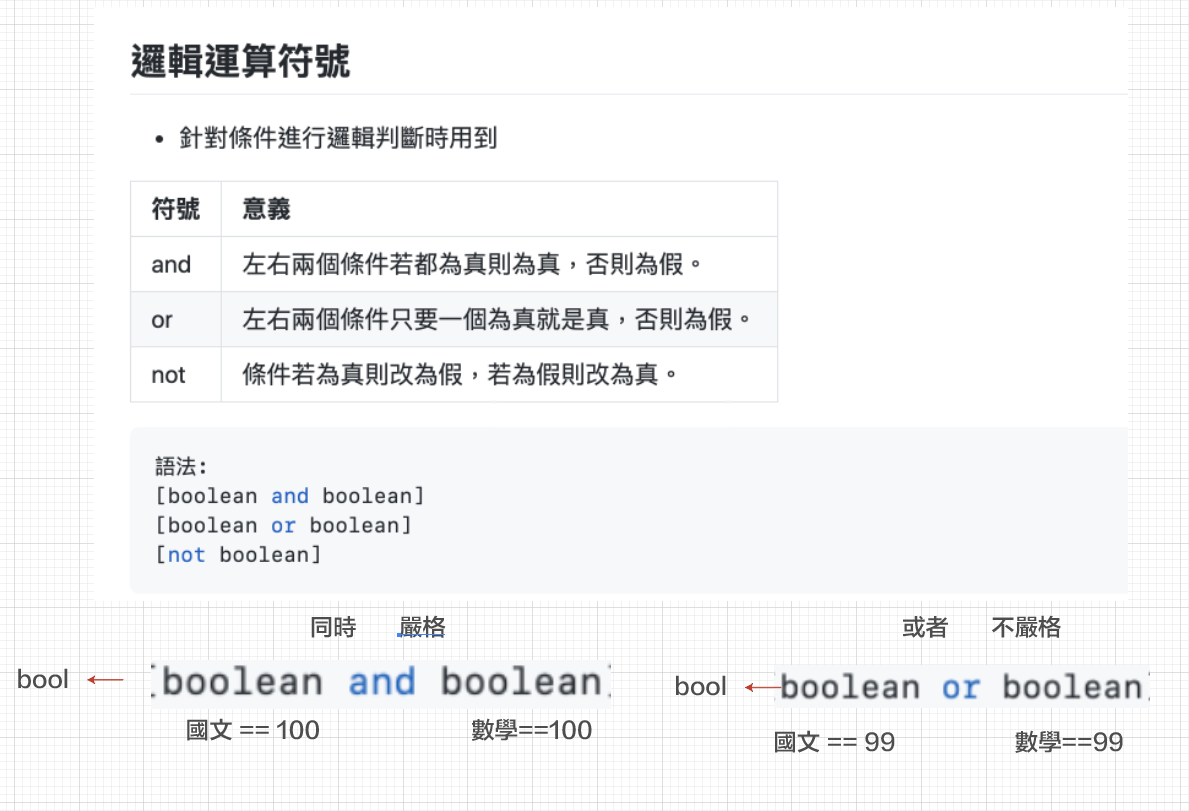 邏輯運算符號
• 針對條件進行邏輯判斷時用到
符號 意義
and 左右兩個條件若都為真則為真，否則為假。
or 左右兩個條件只要一個為真就是真，否則為假。
not 條件若為真則改為假，若為假則改為真。
語法:
[boolean and boolean]
[boolean or boolean]
[not boolean]
同時 嚴格
bool [boolean and boolean]
國文 == 100 數學==100
或者 不嚴格
bool boolean or boolean
國文 == 99 數學==99